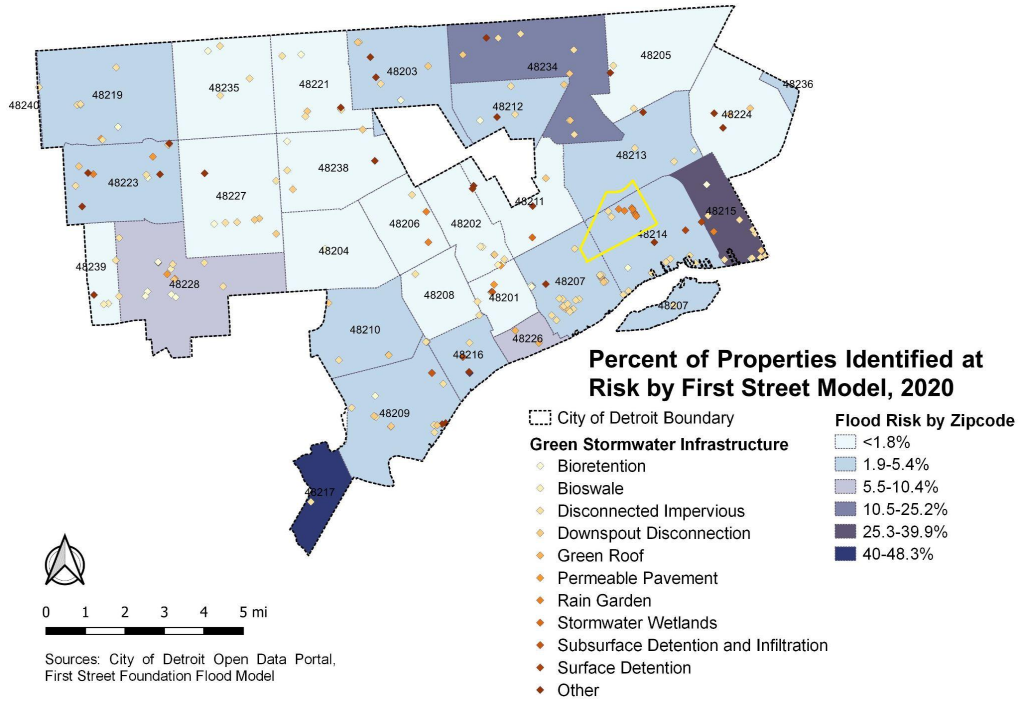 48205
48203
48234
48221
48235
48236
48219
48240
48212
48224
48213
48238
48223
48227
48211
48215
48206
48202
48214
48204
48239
48228
48208
48201
48207
48207
48210
48226
48216
48209
48217
Percent of Properties Identified at
Risk by First Street Model, 2020
City of Detroit Boundary
Green Stormwater Infrastructure
Bioretention
Bioswale
Disconnected Impervious
Downspout Disconnection
Green Roof
Permeable Pavement
Rain Garden
Stormwater Wetlands
Subsurface Detention and Infiltration
Surface Detention
Other
Flood Risk by Zipcode
<1.8%
1.9-5.4%
5.5-10.4%
10.5-25.2%
25.3-39.9%
40-48.3%
0 1 2 3 4 5 mi
Sources: City of Detroit Open Data Portal,
First Street Foundation Flood Model